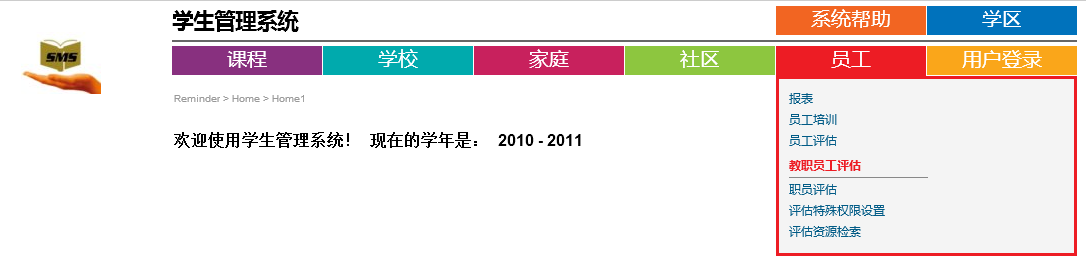 学生管理系统
系统帮助 学区
SMS
课程 学校 家庭 社区 员工 用户登录
Reminder > Home > Home1
欢迎使用学生管理系统! 现在的学年是： 2010 - 2011
报表
员工培训
员工评估
教职员工评估
职员评估
评估特殊权限设置
评估资源检索